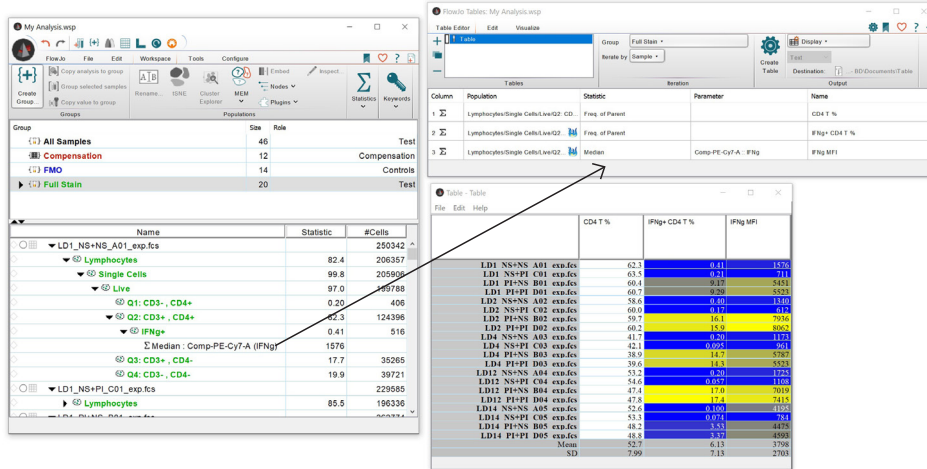 My Analysis.wsp
FlowJo File Edit Workspace Tools Configure
Create Group...
Copy analysis to group
Group selected samples
Copy value to group
Groups
Rename... IGNE Cluster Explorer MEM
Embed
Nodes
Plugins
Inspect...
Populations
Statistics Keywords
Group Size Role
{} All Samples 46 Test
Compensation 12 Compensation
{} FMO 14 Controls
{} Full Stain 20 Test
Name Statistic #Cells
LD1_NS+NS_A01_exp.fcs 250342
Lymphocytes 82.4 206357
Single Cells 99.8 205906
Live 97.0 199788
Q1: CD3- , CD4+ 0.20 406
Q2: CD3+ , CD4+ 62.3 124396
IFNg+ 0.41 516
Σ Median : Comp-PE-Cy7-A (IFNg) 1576
Q3: CD3+ , CD4- 17.7 35265
Q4: CD3- , CD4- 19.9 39721
LD1_NS+PI_C01_exp.fcs 229585
Lymphocytes 85.5 196336
FlowJo Tables: My Analysis.wsp
Table Editor Edit Visualize
Table
Tables
Group Full Stain
Iterate by Sample
Iteration
Create Table
Display
Text
Destination: ...BD\Documents\Table
Output
Column Population Statistic Parameter Name
1 Σ Lymphocytes/Single Cells/Live/Q2: CD... Freq. of Parent CD4 T %
2 Σ Lymphocytes/Single Cells/Live/Q2... Freq. of Parent IFNg+ CD4 T %
3 Σ Lymphocytes/Single Cells/Live/Q2... Median Comp-PE-Cy7-A :: IFNg IFNg MFI
Table - Table
File Edit Help
CD4 T % IFNg+ CD4 T % IFNg MFI
LD1 NS+NS A01 exp.fcs 62.3 0.41 1576
LD1 NS+PI C01 exp.fcs 63.5 0.21 711
LD1 PI+NS B01 exp.fcs 60.4 9.17 5451
LD1 PI+PI D01 exp.fcs 60.7 9.29 5523
LD2 NS+NS A02 exp.fcs 58.6 0.40 1340
LD2 NS+PI C02 exp.fcs 60.0 0.17 612
LD2 PI+NS B02 exp.fcs 59.7 16.1 7936
LD2 PI+PI D02 exp.fcs 60.2 15.9 8062
LD4 NS+NS A03 exp.fcs 41.7 0.20 1173
LD4 NS+PI C03 exp.fcs 42.1 0.095 961
LD4 PI+NS B03 exp.fcs 38.9 14.7 5787
LD4 PI+PI D03 exp.fcs 39.6 14.3 5523
LD12 NS+NS A04 exp.fcs 53.2 0.20 1725
LD12 NS+PI C04 exp.fcs 54.6 0.057 1108
LD12 PI+NS B04 exp.fcs 47.4 17.0 7019
LD12 PI+PI D04 exp.fcs 47.8 17.4 7415
LD14 NS+NS A05 exp.fcs 52.6 0.100 4195
LD14 NS+PI C05 exp.fcs 53.3 0.074 784
LD14 PI+NS B05 exp.fcs 48.2 3.53 4475
LD14 PI+PI D05 exp.fcs 48.8 3.37 4593
Mean 52.7 6.13 3798
SD 7.99 7.13 2703